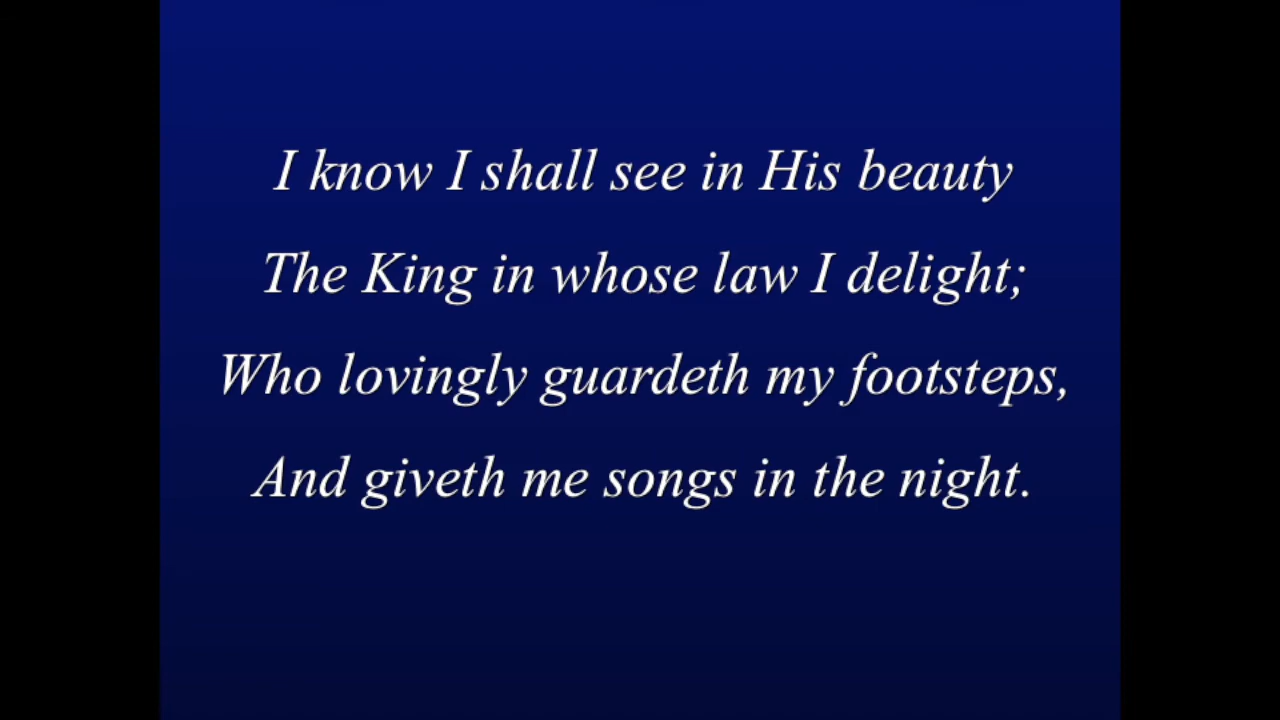 I know I shall see in His beauty
The King in whose law I delight;
Who lovingly guardeth my footsteps,
And giveth me songs in the night.